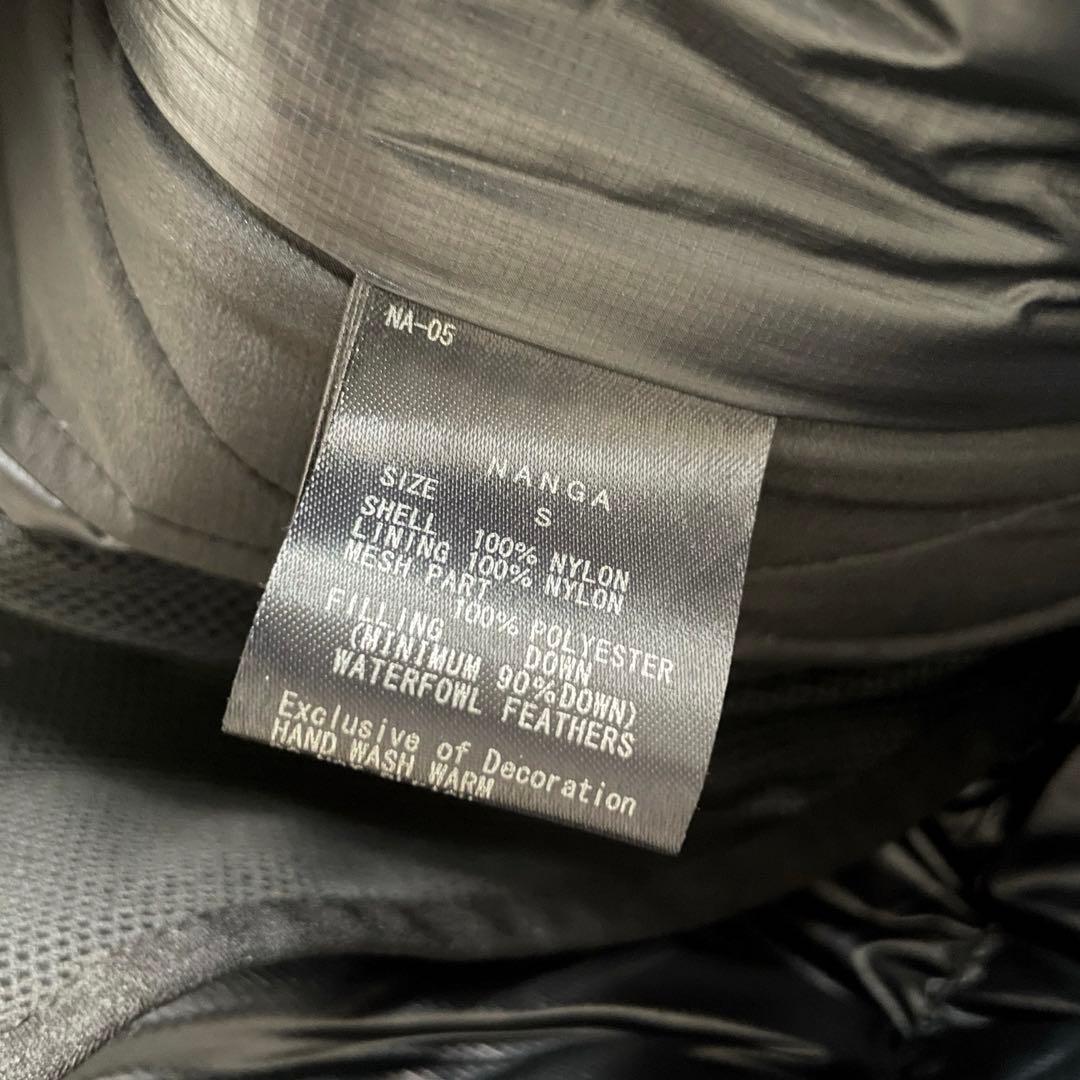 NA-05
NANGA
SIZE S
SHELL 100% NYLON
LINING 100% NYLON
MESH PART
100% POLYESTER
FILLING DOWN
(MINIMUM 90%DOWN)
WATERFOWL FEATHERS
Exclusive of Decoration
HAND WASH WARM